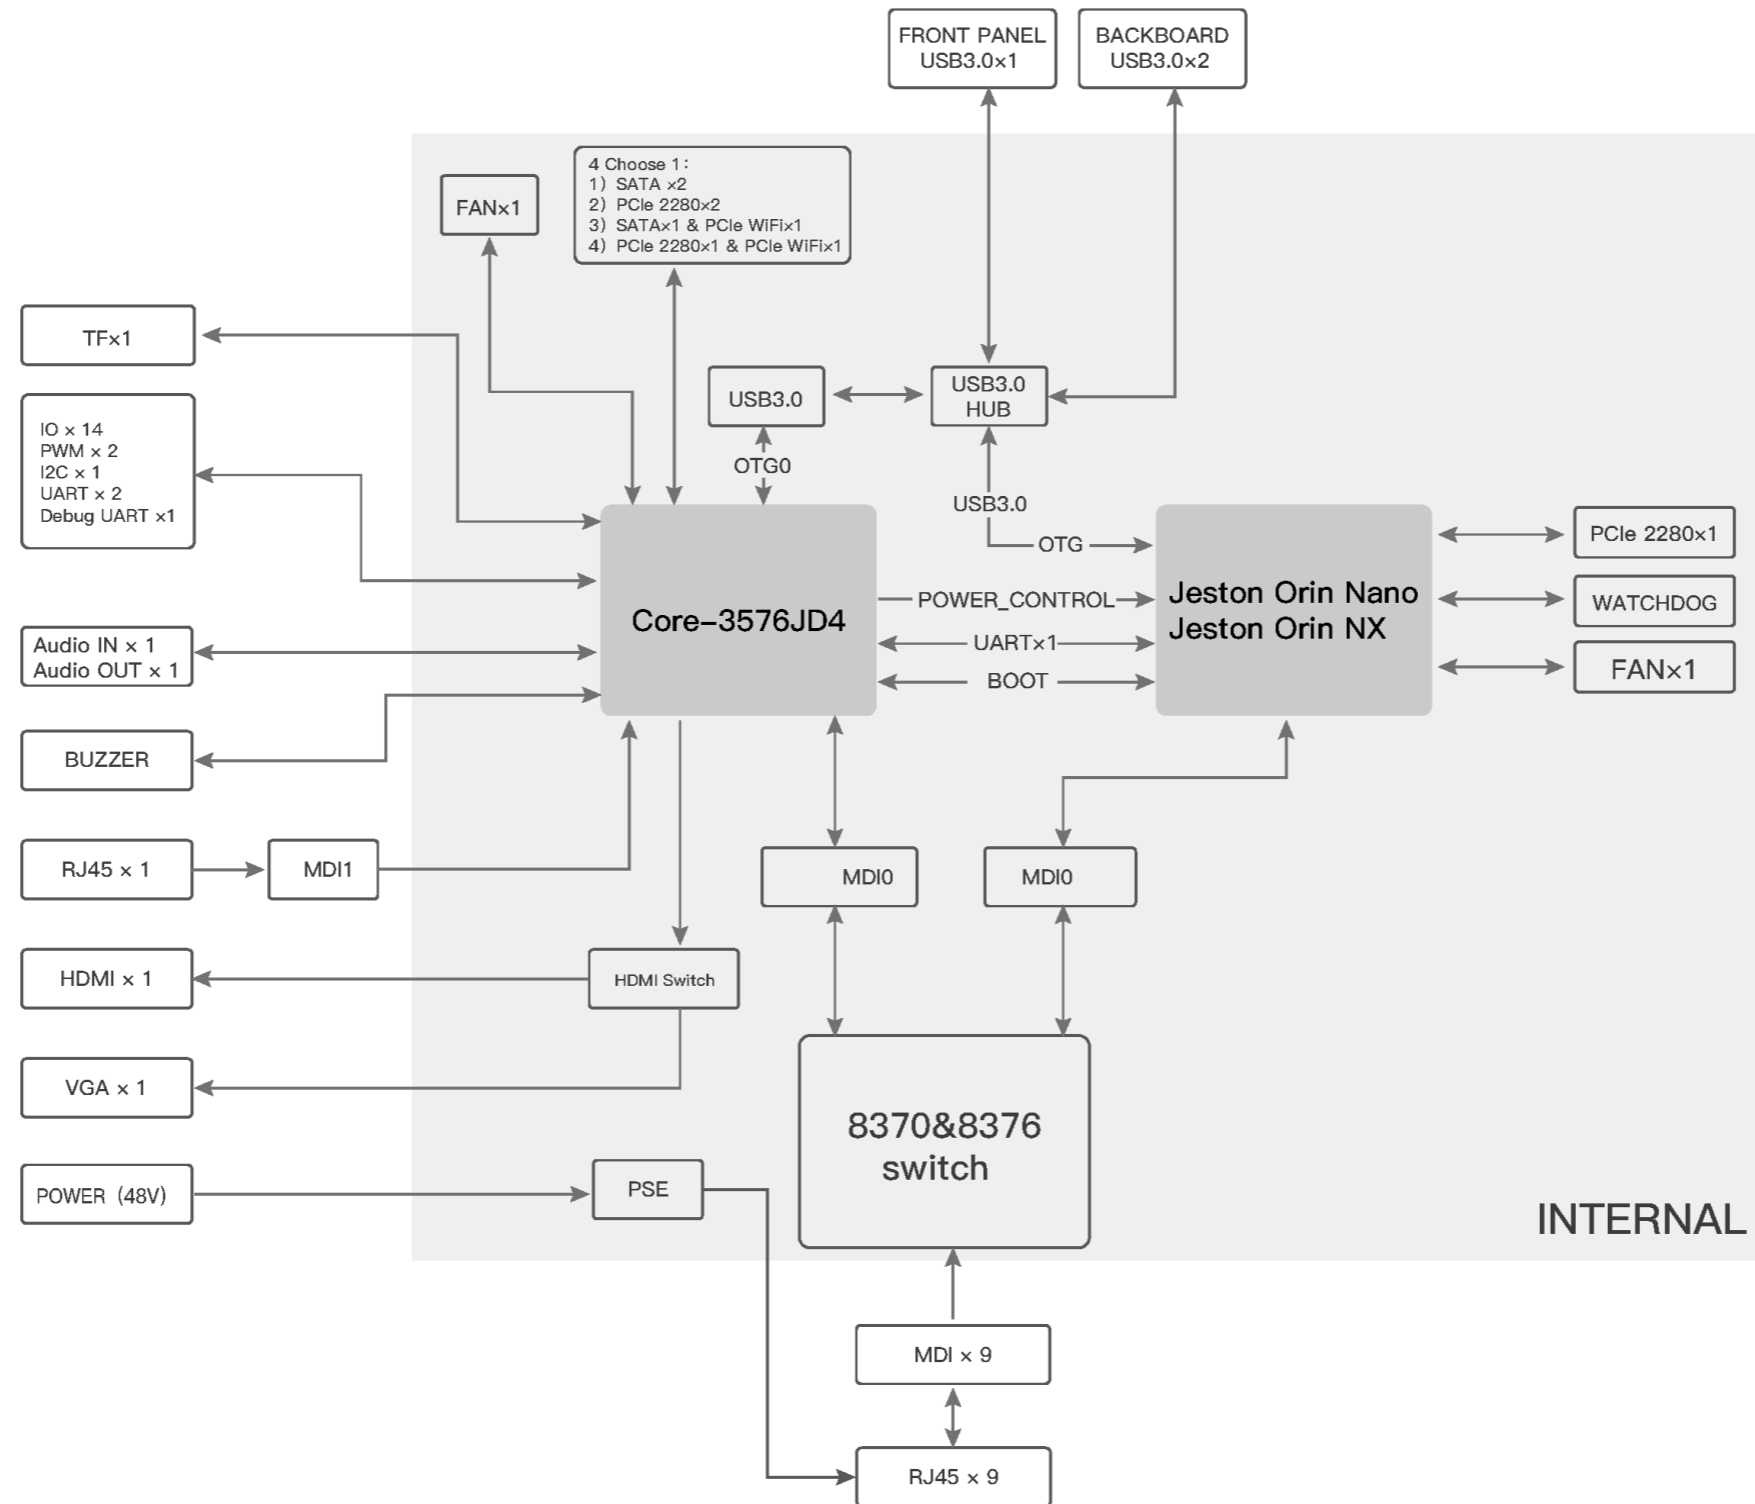 FRONT PANEL
USB3.0×1
BACKBOARD
USB3.0×2
FAN×1
4 Choose 1：
1）SATA ×2
2）PCIe 2280×2
3）SATA×1 & PCIe WiFi×1
4）PCIe 2280×1 & PCIe WiFi×1
TF×1
USB3.0
USB3.0
HUB
IO × 14
PWM × 2
I2C × 1
UART × 2
Debug UART ×1
OTG0
USB3.0
OTG
PCIe 2280×1
Core-3576JD4
POWER_CONTROL
UART×1
BOOT
Jeston Orin Nano
Jeston Orin NX
WATCHDOG
FAN×1
Audio IN × 1
Audio OUT × 1
BUZZER
RJ45 × 1
MDI1
MDI0
MDI0
HDMI × 1
HDMI Switch
VGA × 1
8370&8376
switch
POWER（48V）
PSE
INTERNAL
MDI × 9
RJ45 × 9